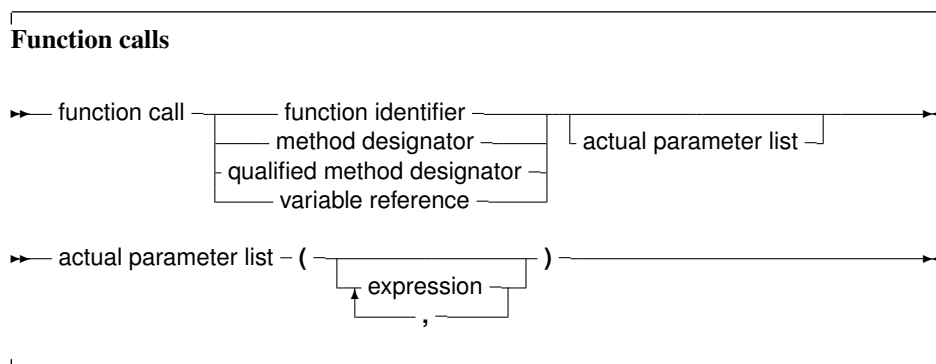 Function calls
function call function identifier
method designator actual parameter list
qualified method designator
variable reference
actual parameter list ( )
expression
,